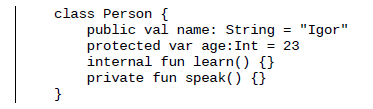 class Person {
    public val name: String = "Igor"
    protected var age:Int = 23
    internal fun learn() {}
    private fun speak() {}
}